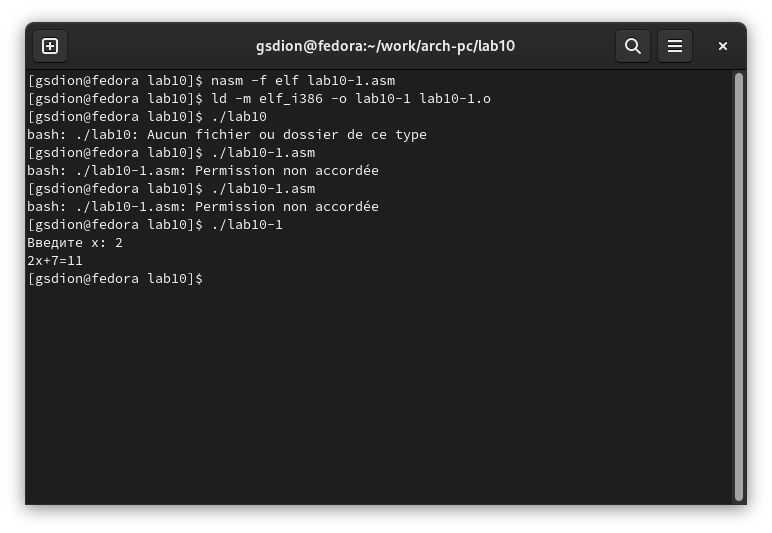 gsdion@fedora:~/work/arch-pc/lab10
[gsdion@fedora lab10]$ nasm -f elf lab10-1.asm
[gsdion@fedora lab10]$ ld -m elf_i386 -o lab10-1 lab10-1.o
[gsdion@fedora lab10]$ ./lab10
bash: ./lab10: Aucun fichier ou dossier de ce type
[gsdion@fedora lab10]$ ./lab10-1.asm
bash: ./lab10-1.asm: Permission non accordée
[gsdion@fedora lab10]$ ./lab10-1.asm
bash: ./lab10-1.asm: Permission non accordée
[gsdion@fedora lab10]$ ./lab10-1
Введите x: 2
2x+7=11
[gsdion@fedora lab10]$